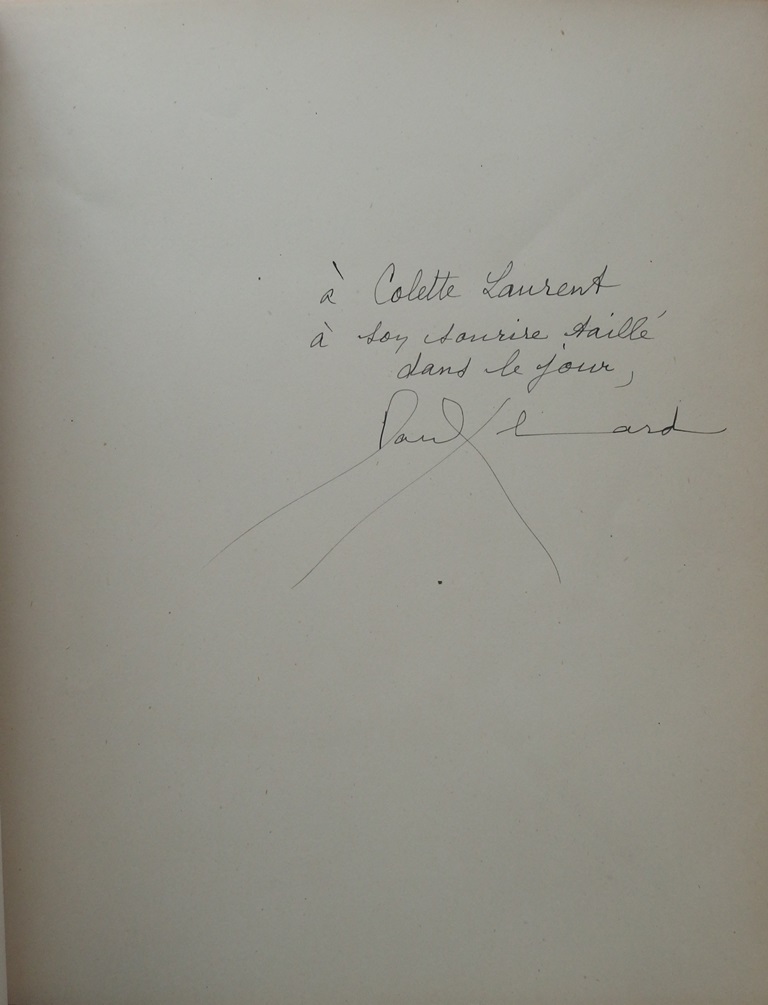 à Colette Laurent
à son sourire taillé
dans le jour,
Paul Eluard